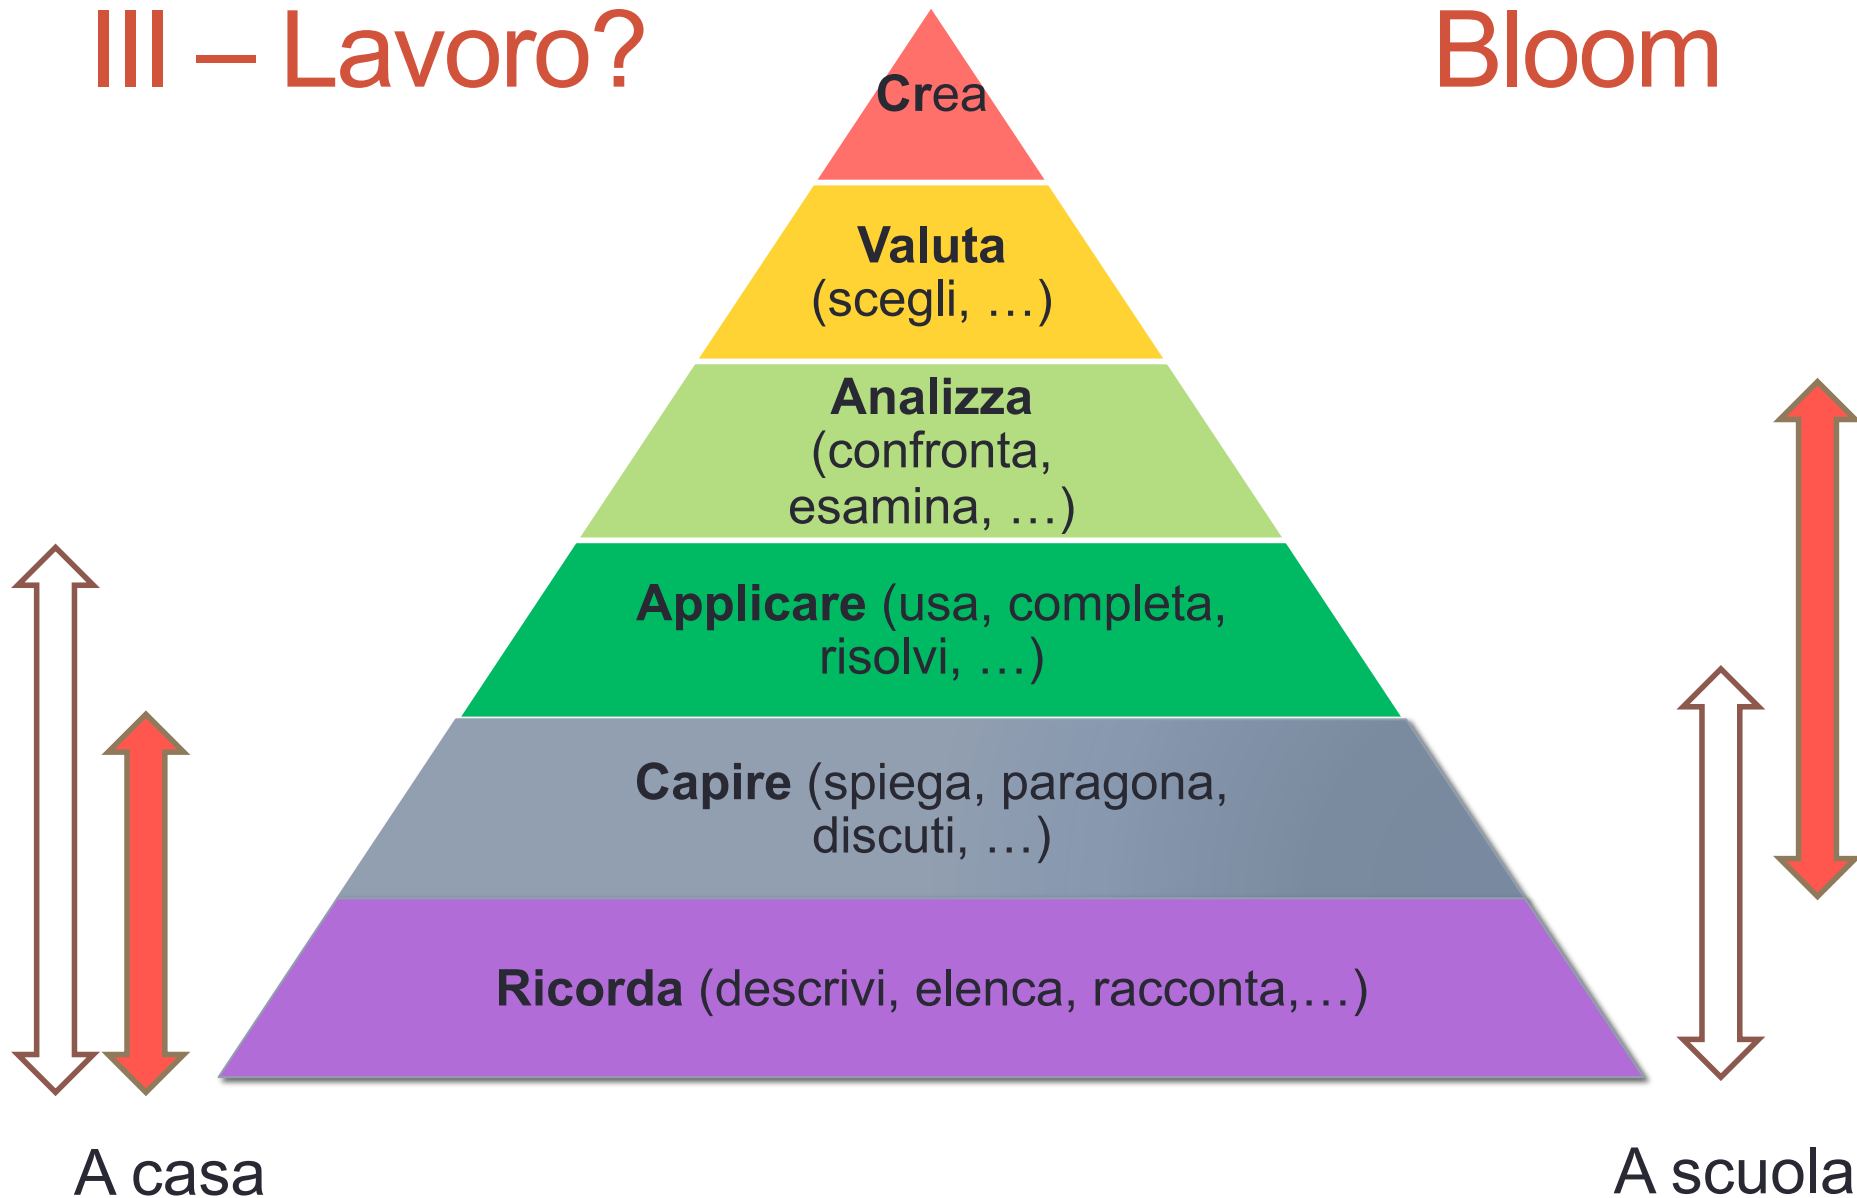 III – Lavoro?
Bloom
Crea
Valuta
(scegli, …)
Analizza
(confronta,
esamina, …)
Applicare (usa, completa,
risolvi, …)
Capire (spiega, paragona,
discuti, …)
Ricorda (descrivi, elenca, racconta,…)
A casa
A scuola